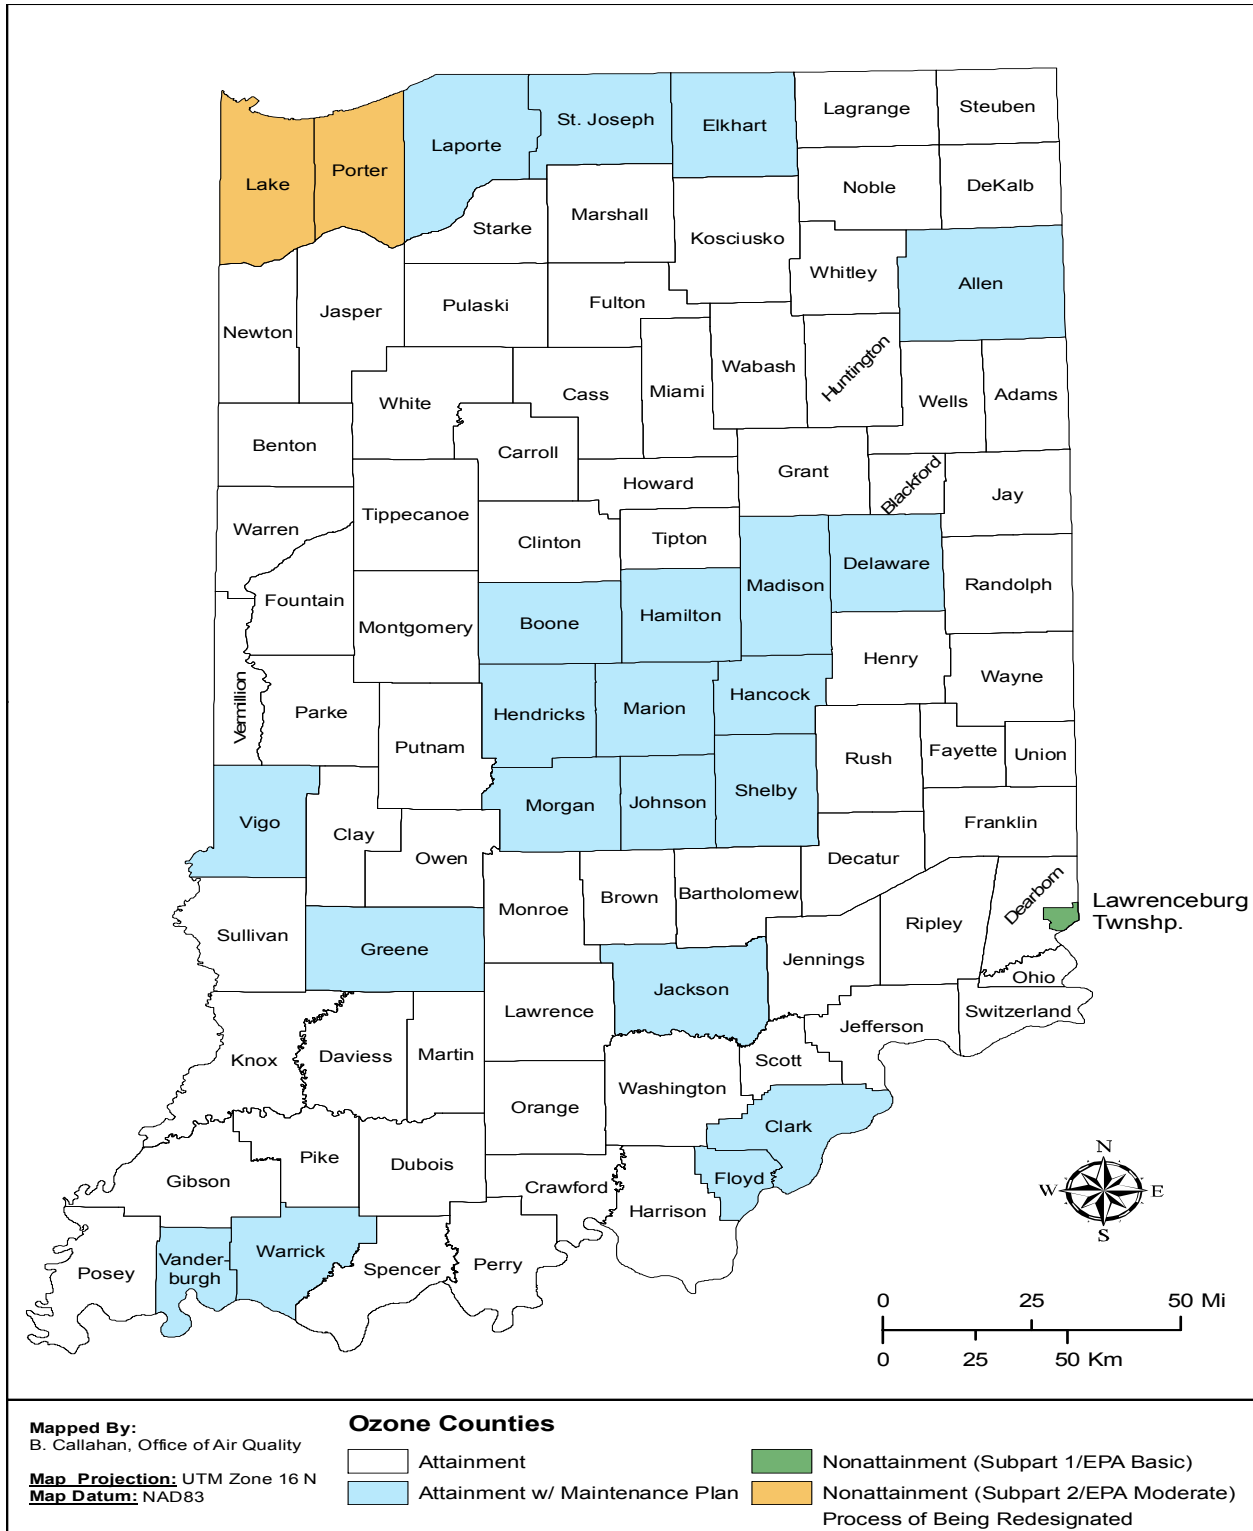 Lagrange
Steuben
St. Joseph
Elkhart
Laporte
Porter
Lake
Noble
DeKalb
Marshall
Starke
Kosciusko
Whitley
Allen
Fulton
Pulaski
Jasper
Newton
Wabash
Huntington
Miami
Cass
White
Wells
Adams
Benton
Carroll
Grant
Howard
Blackford
Jay
Tippecanoe
Warren
Clinton
Tipton
Madison
Delaware
Randolph
Fountain
Montgomery
Boone
Hamilton
Henry
Wayne
Vermillion
Parke
Hendricks
Marion
Hancock
Putnam
Rush
Fayette
Union
Morgan
Johnson
Shelby
Vigo
Clay
Franklin
Owen
Decatur
Dearborn
Brown
Bartholomew
Monroe
Ripley
Lawrenceburg
Twnshp.
Sullivan
Greene
Jennings
Ohio
Jackson
Lawrence
Switzerland
Jefferson
Knox
Daviess
Martin
Scott
Washington
Orange
Clark
Pike
Dubois
Gibson
Crawford
Floyd
Harrison
Warrick
Vander-
burgh
Posey
Spencer
Perry
N
W
E
S
0 25 50 Mi
0 25 50 Km
Mapped By:
B. Callahan, Office of Air Quality
Map Projection: UTM Zone 16 N
Map Datum: NAD83
Ozone Counties
Attainment
Attainment w/ Maintenance Plan
Nonattainment (Subpart 1/EPA Basic)
Nonattainment (Subpart 2/EPA Moderate)
Process of Being Redesignated